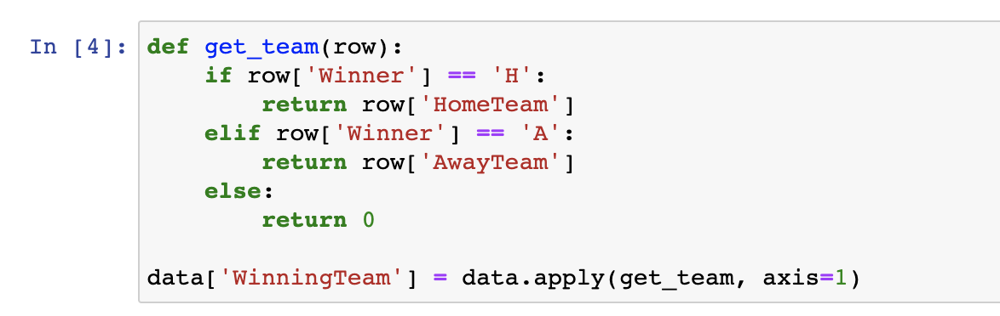 In [4]: def get_team(row):
    if row['Winner'] == 'H':
        return row['HomeTeam']
    elif row['Winner'] == 'A':
        return row['AwayTeam']
    else:
        return 0
data['WinningTeam'] = data.apply(get_team, axis=1)